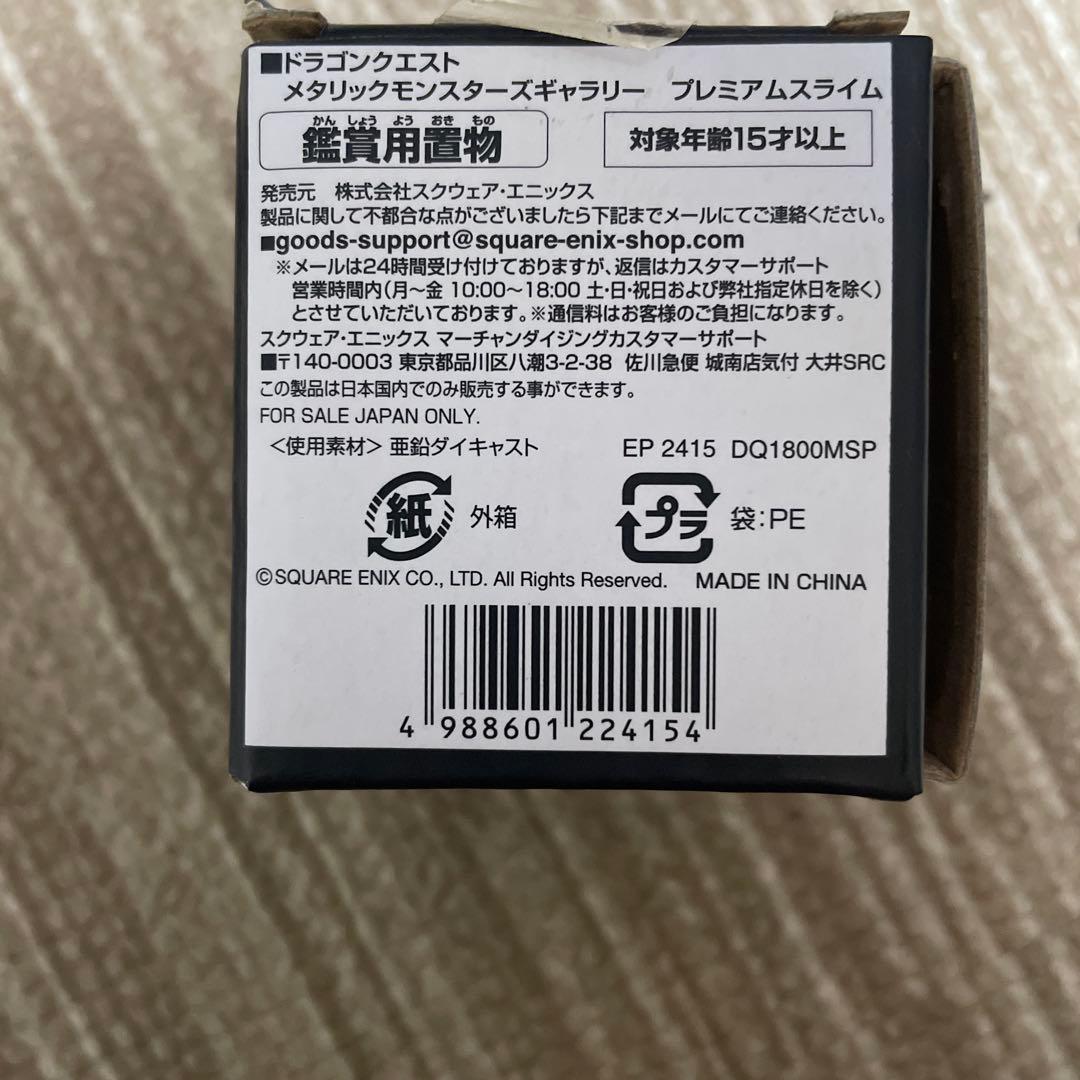 ■ドラゴンクエスト
メタリックモンスターズギャラリー プレミアムスライム
かん しょう よう おき もの
鑑賞用置物
対象年齢15才以上
発売元 株式会社スクウェア・エニックス
製品に関して不都合な点がございましたら下記までメールにてご連絡ください。
■goods-support@square-enix-shop.com
※メールは24時間受け付けておりますが、返信はカスタマーサポート
営業時間内(月〜金 10:00〜18:00 土・日・祝日および弊社指定休日を除く)
とさせていただいております。※通信料はお客様のご負担になります。
スクウェア・エニックス マーチャンダイジングカスタマーサポート
■〒140-0003 東京都品川区八潮3-2-38 佐川急便 城南店気付 大井SRC
この製品は日本国内でのみ販売する事ができます。
FOR SALE JAPAN ONLY.
<使用素材> 亜鉛ダイキャスト EP 2415 DQ1800MSP
紙 外箱 プラ 袋:PE
©SQUARE ENIX CO., LTD. All Rights Reserved. MADE IN CHINA
4 988601 224154